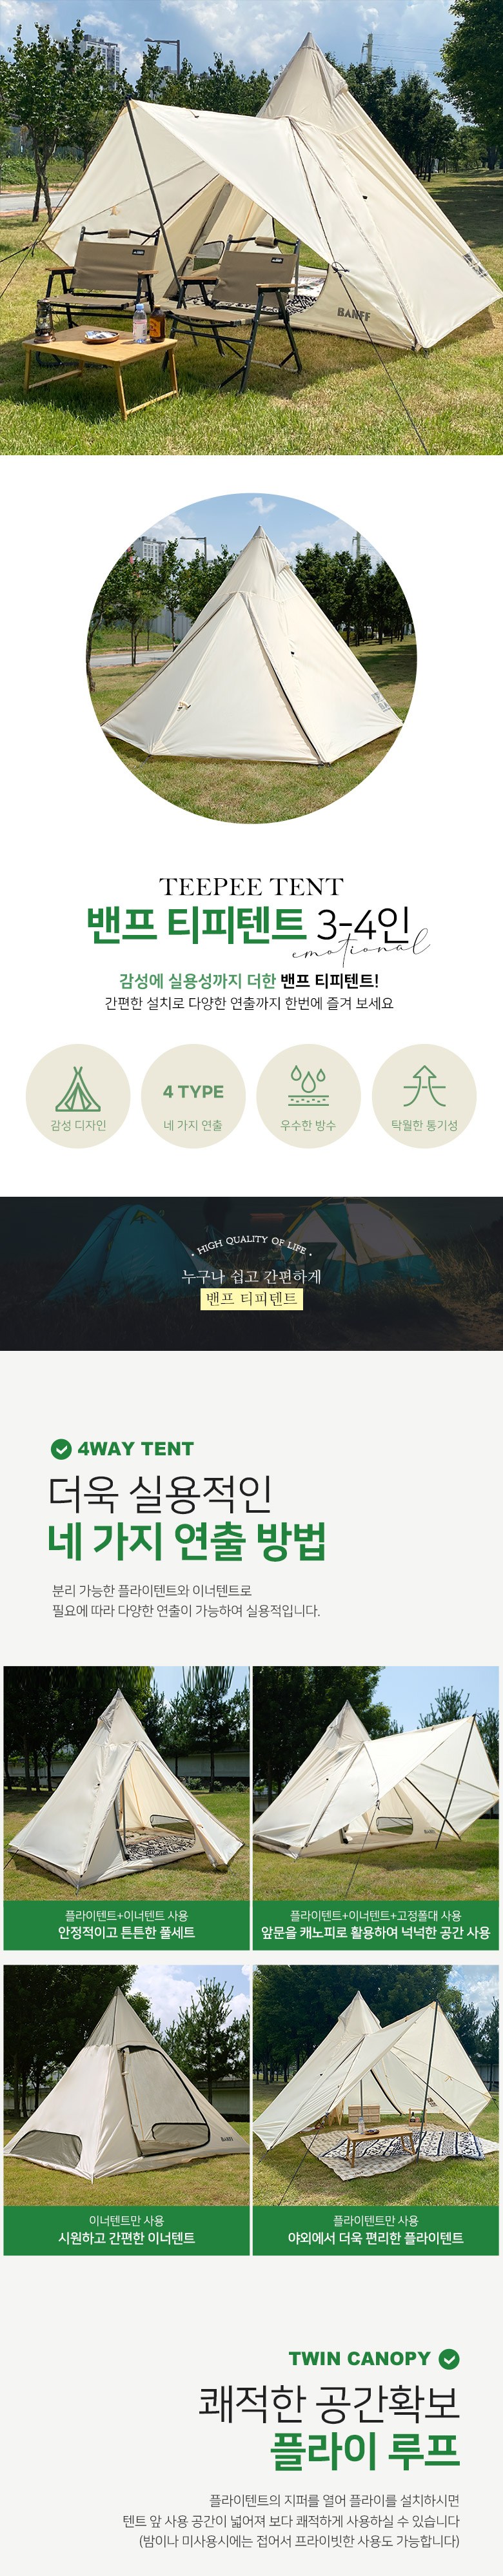 BANFF
TEEPEE TENT
밴프 티피텐트 3-4인
emotional
감성에 실용성까지 더한 밴프 티피텐트!
간편한 설치로 다양한 연출까지 한번에 즐겨 보세요
감성 디자인
4 TYPE
네 가지 연출
우수한 방수
탁월한 통기성
· HIGH QUALITY OF LIFE ·
누구나 쉽고 간편하게
밴프 티피텐트
4WAY TENT
더욱 실용적인
네 가지 연출 방법
분리 가능한 플라이텐트와 이너텐트로
필요에 따라 다양한 연출이 가능하여 실용적입니다.
BANFF
플라이텐트+이너텐트 사용
안정적이고 튼튼한 풀세트
플라이텐트+이너텐트+고정폴대 사용
앞문을 캐노피로 활용하여 넉넉한 공간 사용
BANFF
이너텐트만 사용
시원하고 간편한 이너텐트
플라이텐트만 사용
야외에서 더욱 편리한 플라이텐트
TWIN CANOPY
쾌적한 공간확보
플라이 루프
플라이텐트의 지퍼를 열어 플라이를 설치하시면
텐트 앞 사용 공간이 넓어져 보다 쾌적하게 사용하실 수 있습니다
(밤이나 미사용시에는 접어서 프라이빗한 사용도 가능합니다)